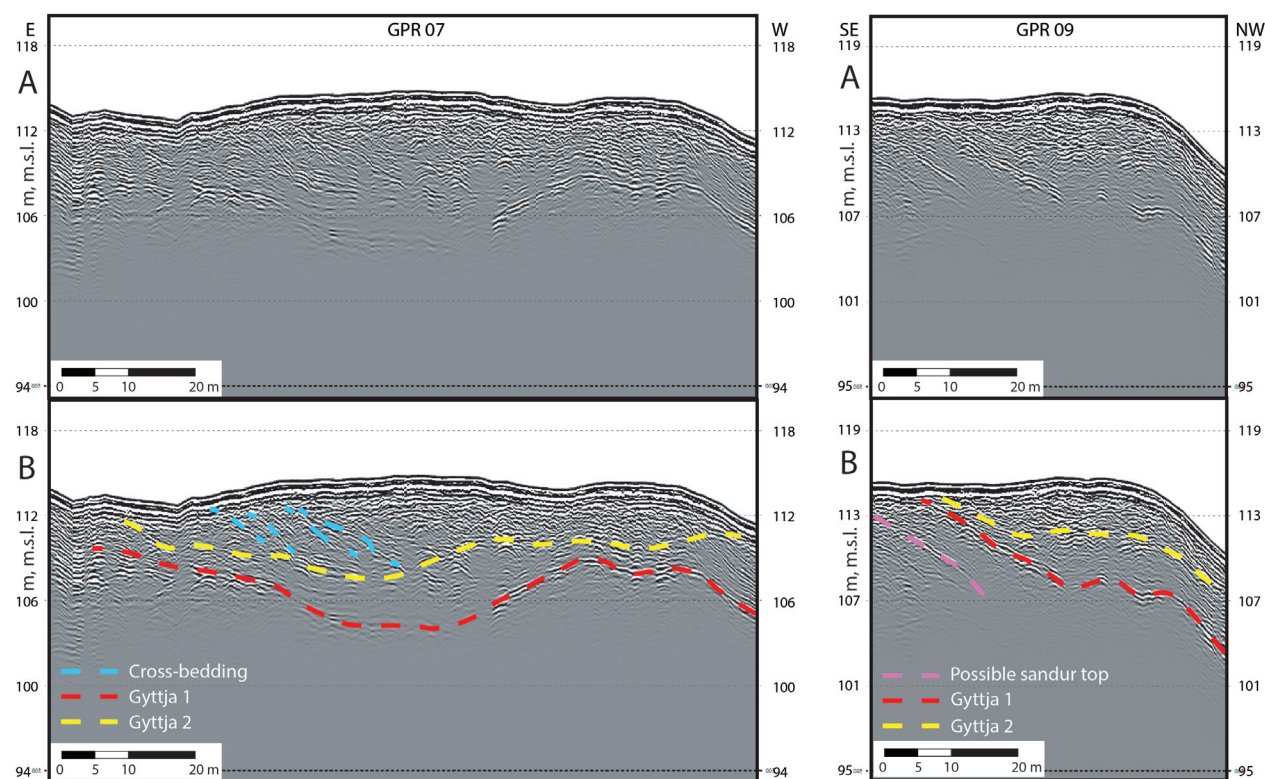 E GPR 07 W
SE GPR 09 NW
118 118
119 119
A
A
112 112
113 113
m, m.s.l.
m, m.s.l.
106 106
107 107
100 100
101 101
0 5 10 20 m
0 5 10 20 m
94 94
95 95
118 118
119 119
B
B
112 112
113 113
m, m.s.l.
m, m.s.l.
106 106
107 107
Cross-bedding
Gyttja 1
Gyttja 2
100 100
Possible sandur top
Gyttja 1
Gyttja 2
101 101
0 5 10 20 m
0 5 10 20 m
94 94
95 95